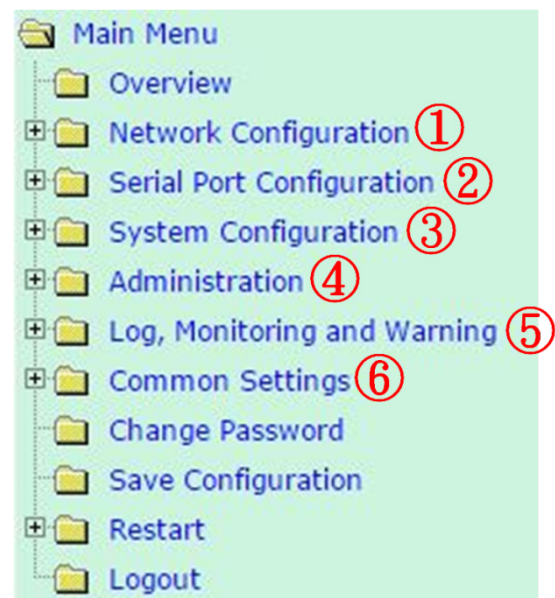 Main Menu
Overview
Network Configuration ①
Serial Port Configuration ②
System Configuration ③
Administration ④
Log, Monitoring and Warning ⑤
Common Settings ⑥
Change Password
Save Configuration
Restart
Logout